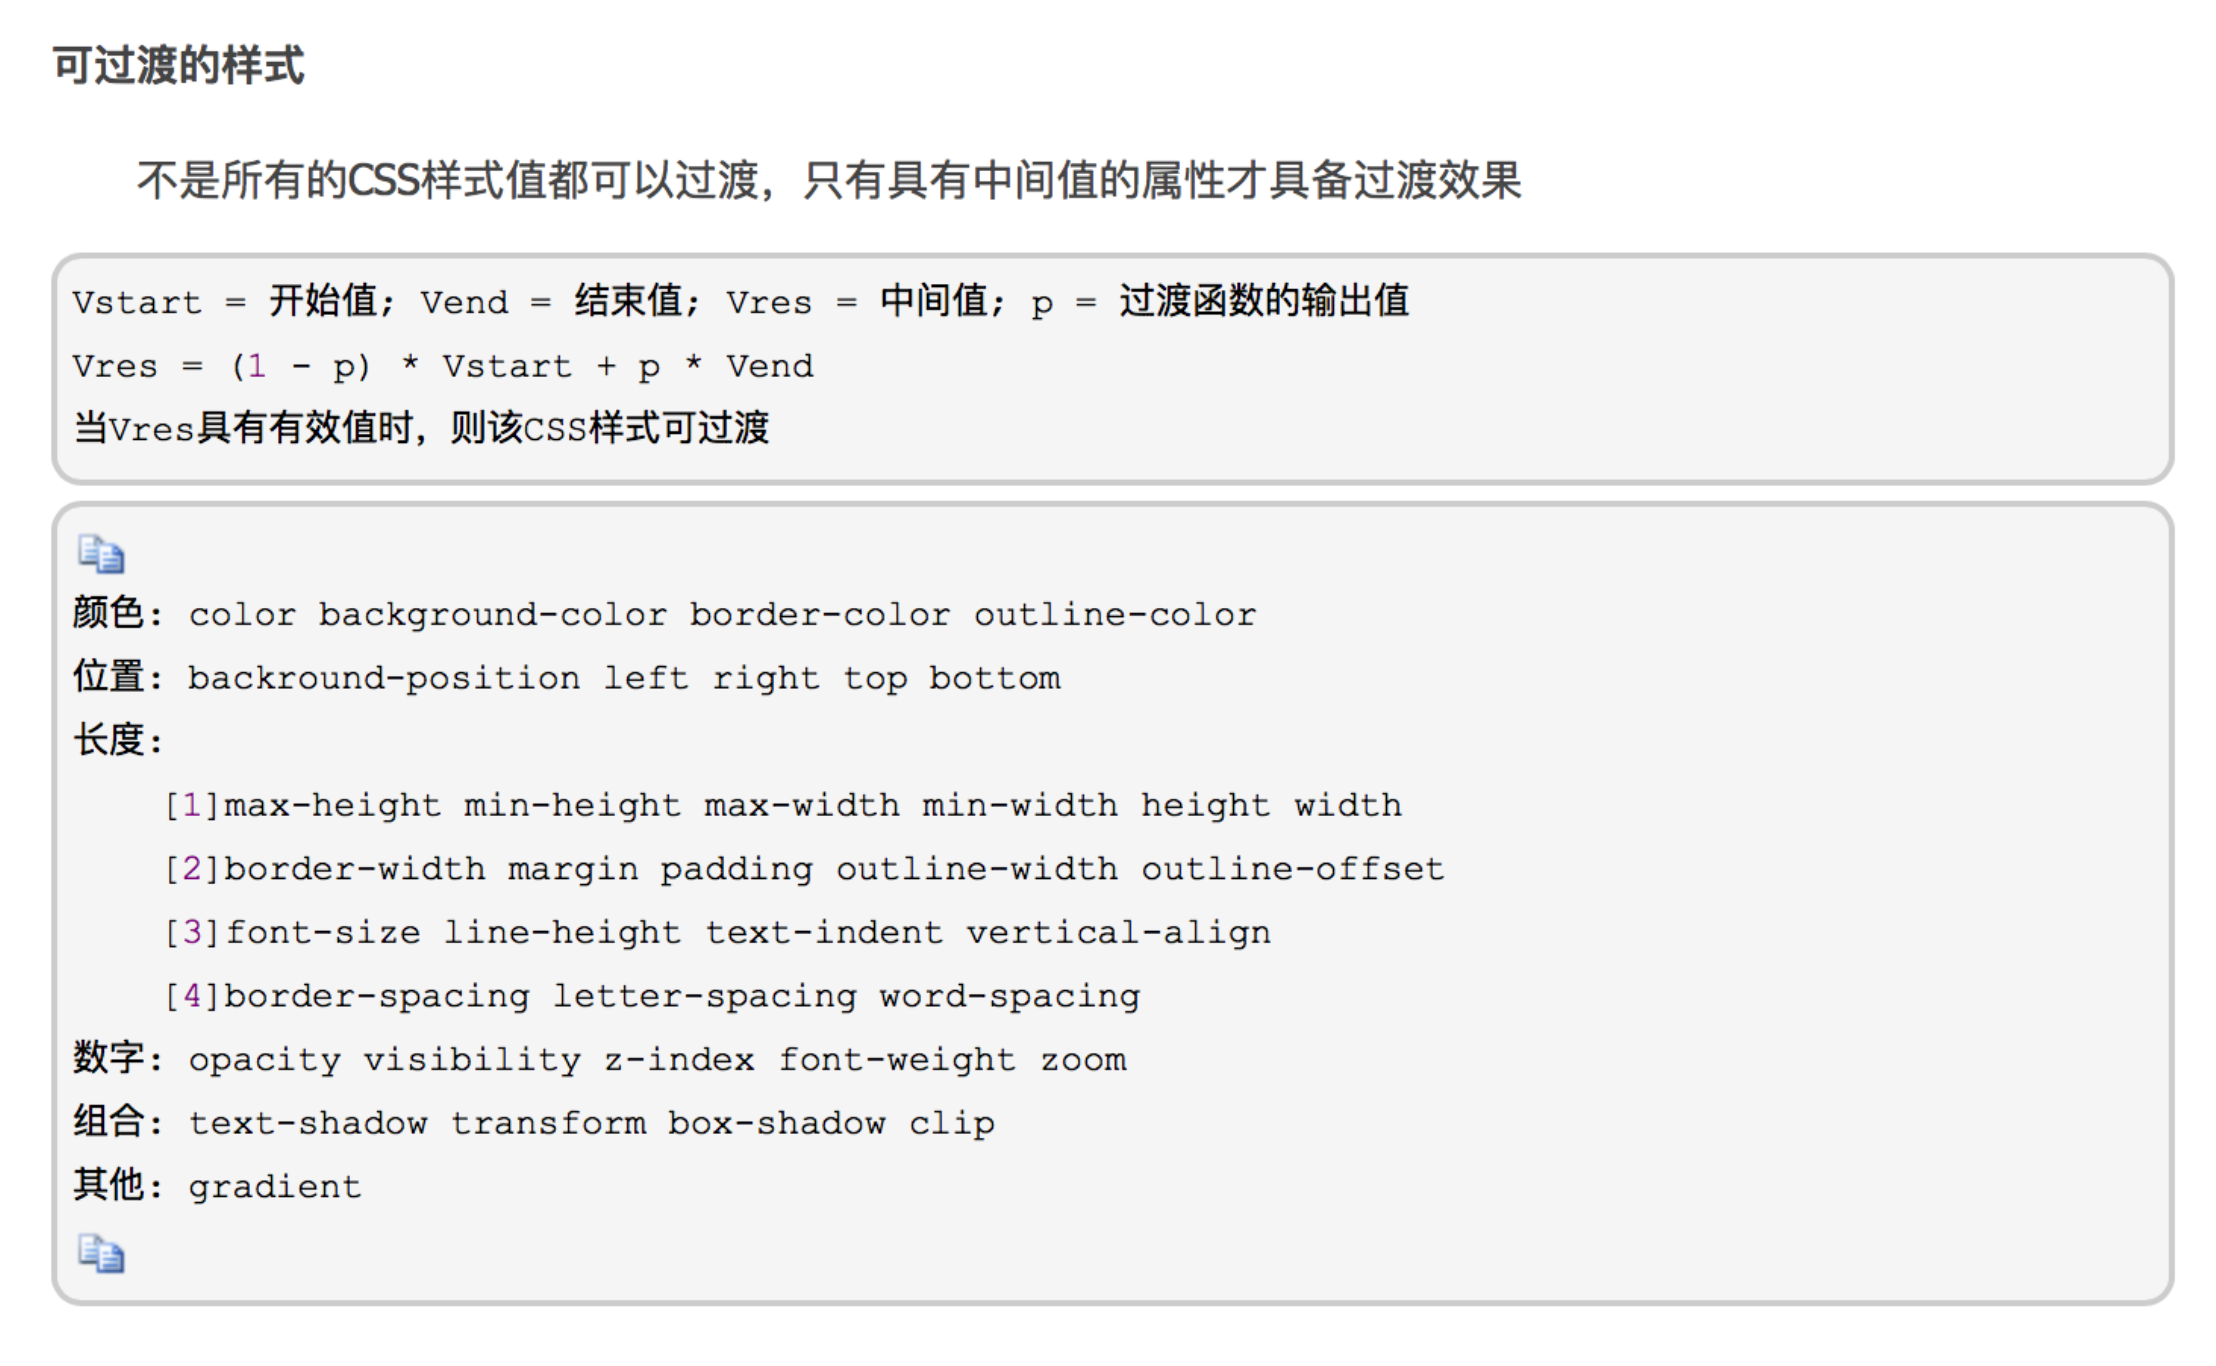 可过渡的样式
不是所有的CSS样式值都可以过渡，只有具有中间值的属性才具备过渡效果
Vstart = 开始值; Vend = 结束值; Vres = 中间值; p = 过渡函数的输出值
Vres = (1 - p) * Vstart + p * Vend
当Vres具有有效值时，则该CSS样式可过渡
颜色: color background-color border-color outline-color
位置: backround-position left right top bottom
长度:
[1]max-height min-height max-width min-width height width
[2]border-width margin padding outline-width outline-offset
[3]font-size line-height text-indent vertical-align
[4]border-spacing letter-spacing word-spacing
数字: opacity visibility z-index font-weight zoom
组合: text-shadow transform box-shadow clip
其他: gradient